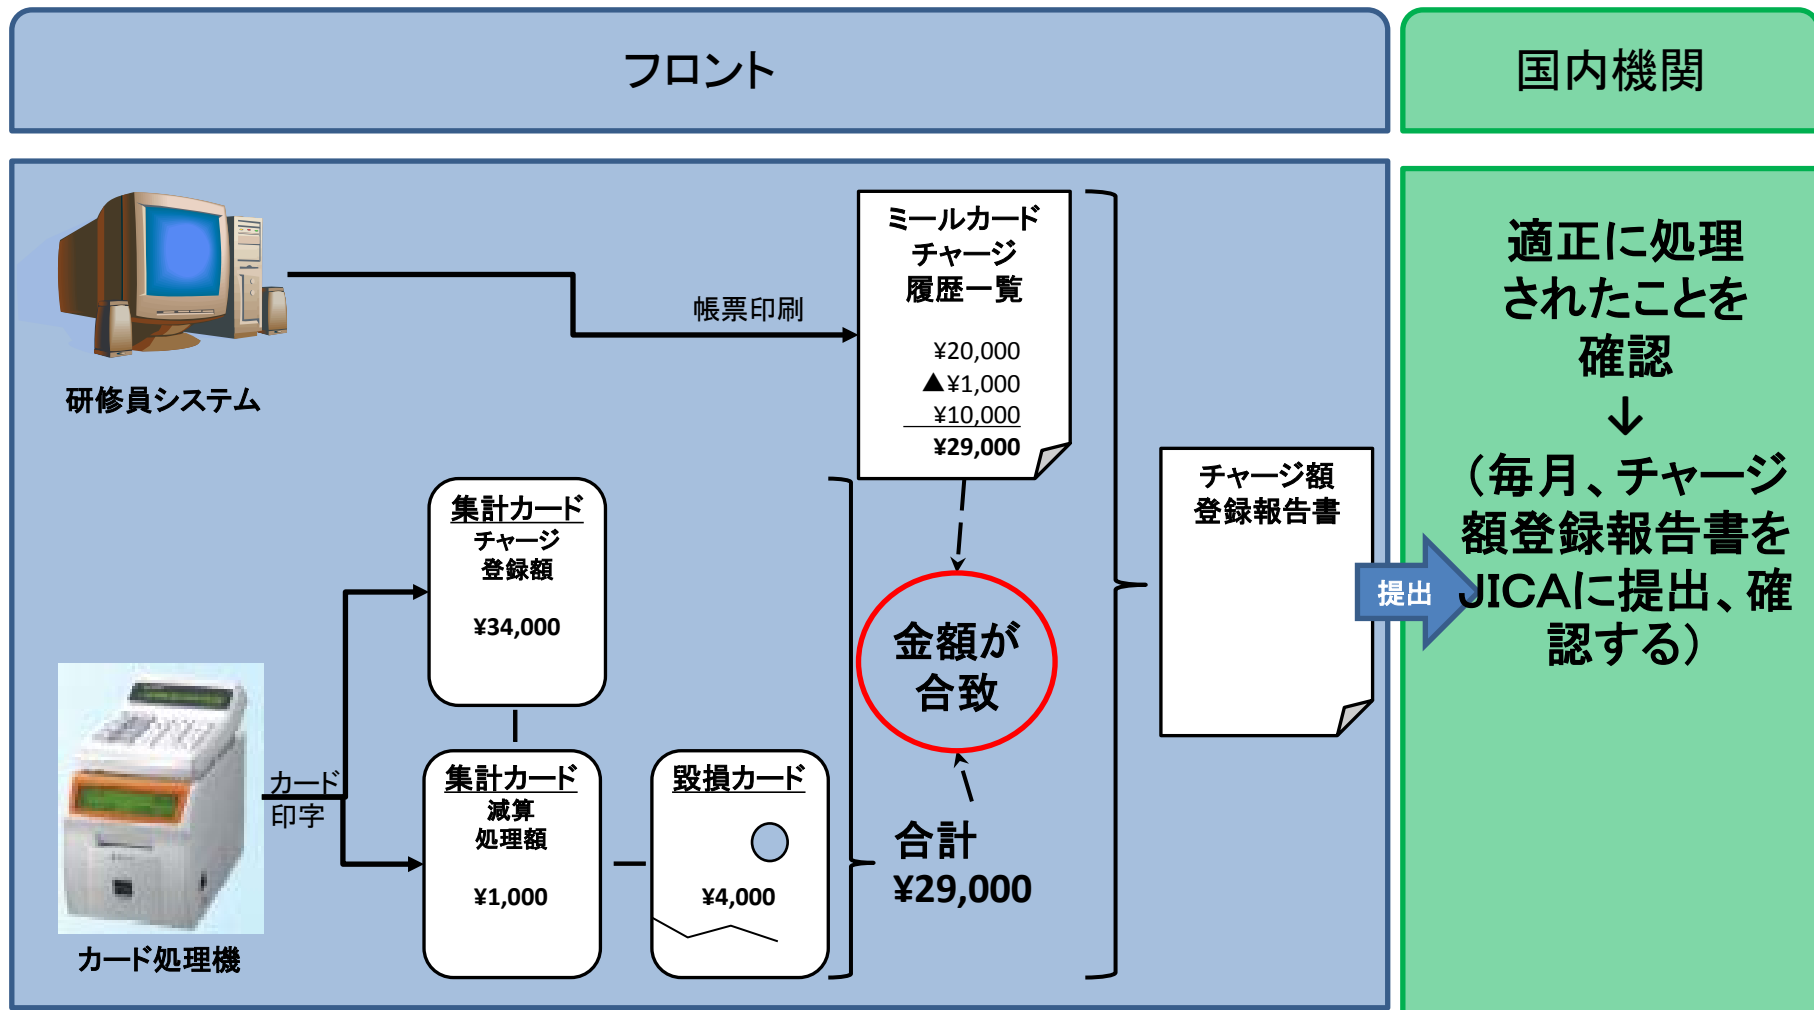 フロント
国内機関
研修員システム
帳票印刷
ミールカード
チャージ
履歴一覧
¥20,000
▲¥1,000
¥10,000
¥29,000
集計カード
チャージ
登録額
¥34,000
カード
印字
カード処理機
集計カード
減算
処理額
¥1,000
毀損カード
¥4,000
金額が
合致
合計
¥29,000
チャージ額
登録報告書
提出
適正に処理
されたことを
確認
↓
（毎月、チャージ
額登録報告書を
JICAに提出、確
認する）